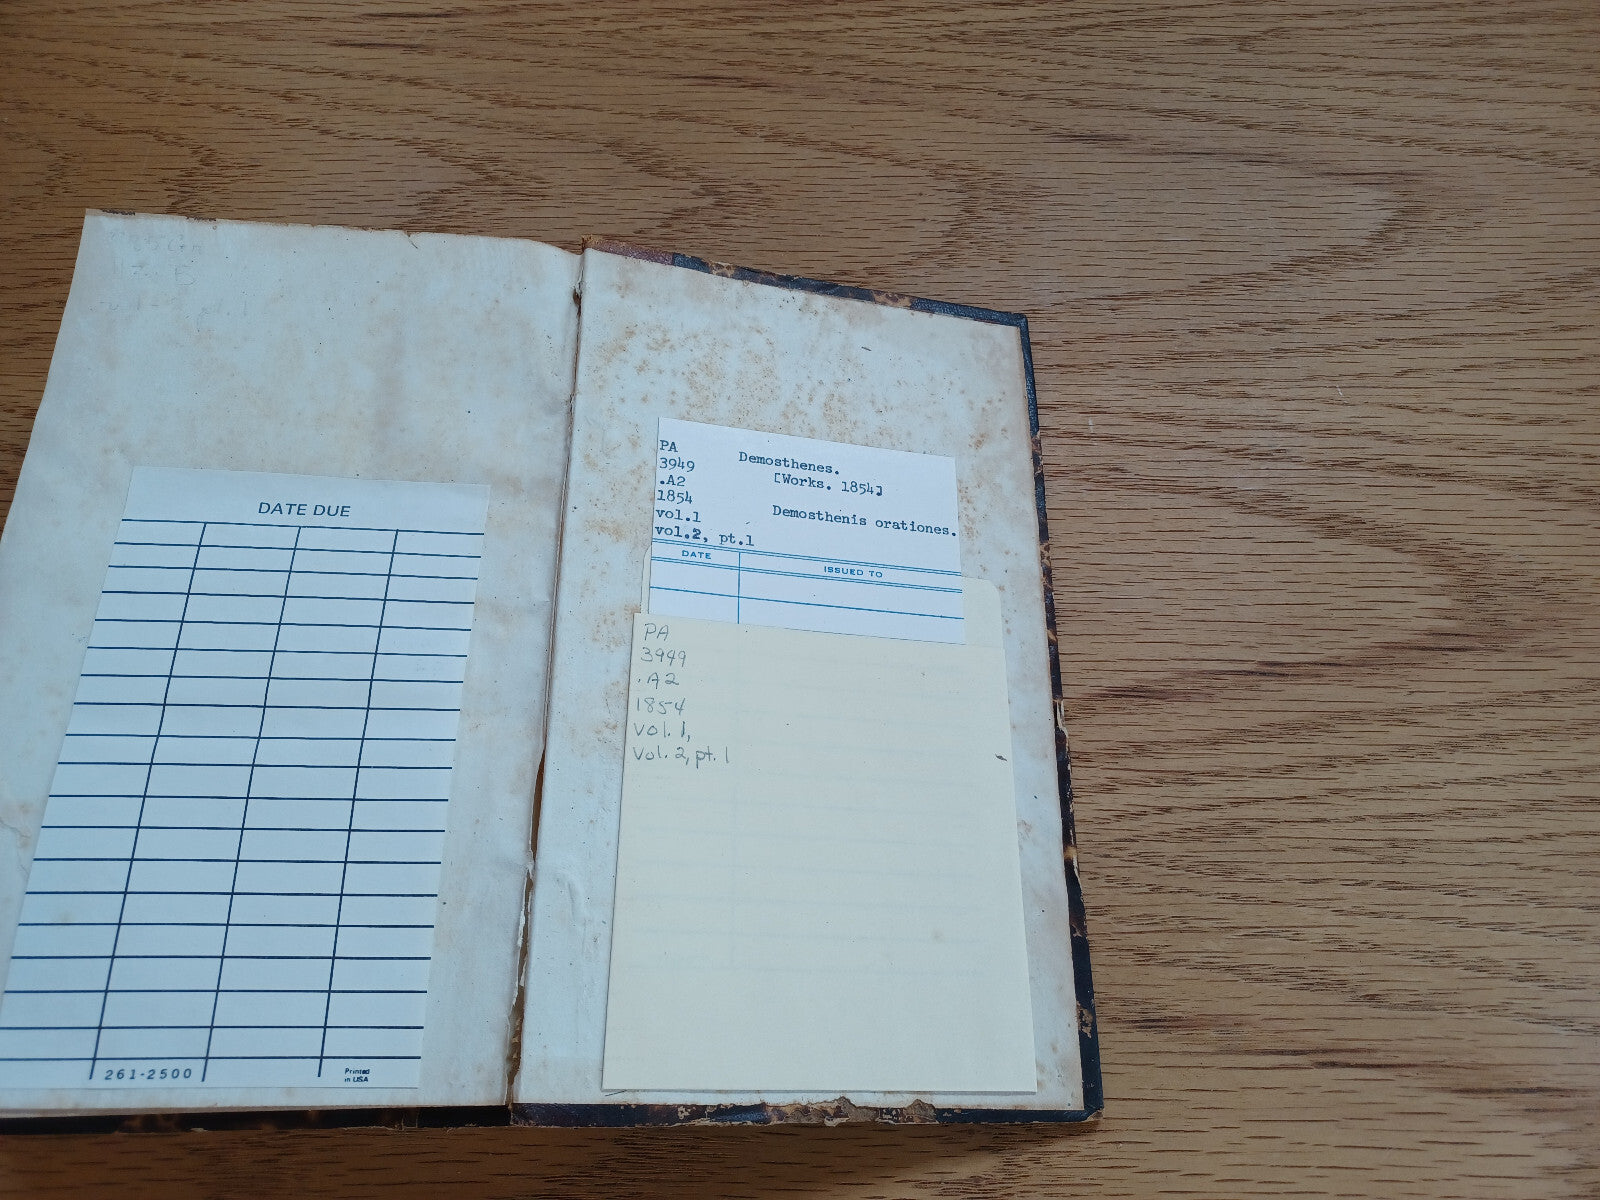 DATE DUE
261-2500
Printed
in USA
PA
3949
.A2
1854
vol.1
vol.2, pt.1
Demosthenes.
[Works. 1854]
Demosthenis orationes.
DATE
ISSUED TO
PA
3949
.A2
1854
vol. 1,
Vol. 2, pt. 1